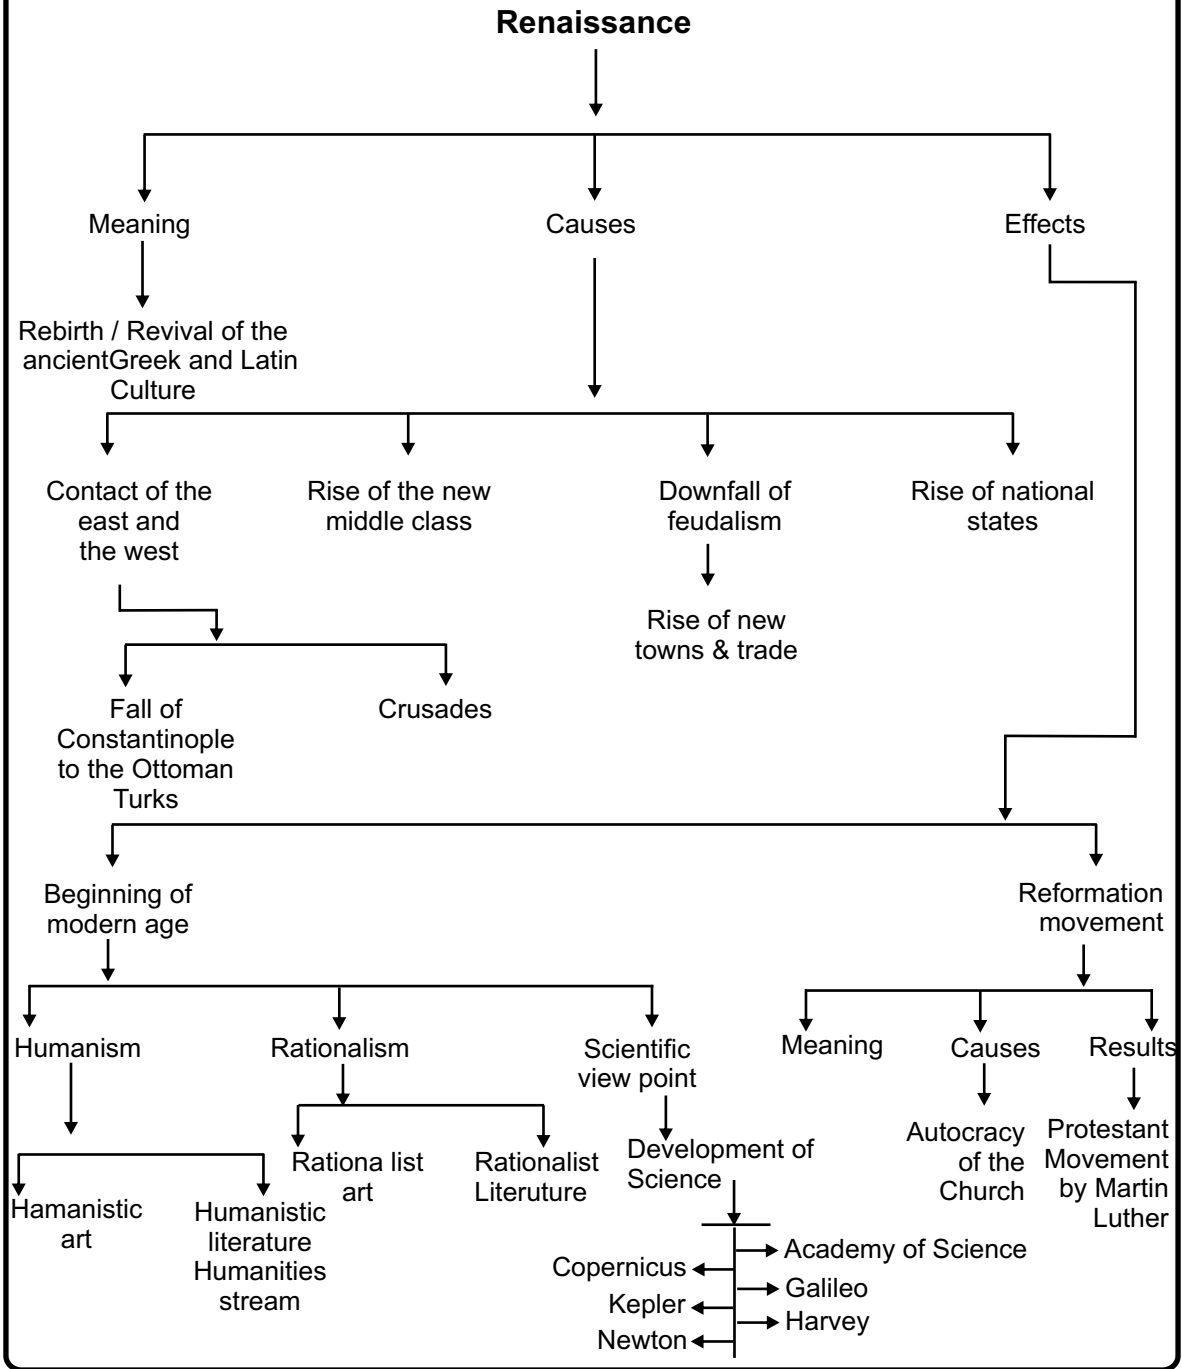 Renaissance
Meaning
Causes
Effects
Rebirth / Revival of the
ancientGreek and Latin
Culture
Contact of the
east and
the west
Rise of the new
middle class
Downfall of
feudalism
Rise of national
states
Rise of new
towns & trade
Fall of
Constantinople
to the Ottoman
Turks
Crusades
Beginning of
modern age
Reformation
movement
Humanism
Rationalism
Scientific
view point
Meaning
Causes
Results
Hamanistic
art
Humanistic
literature
Humanities
stream
Rationa list
art
Rationalist
Literuture
Development of
Science
Autocracy
of the
Church
Protestant
Movement
by Martin
Luther
Academy of Science
Copernicus
Galileo
Kepler
Harvey
Newton